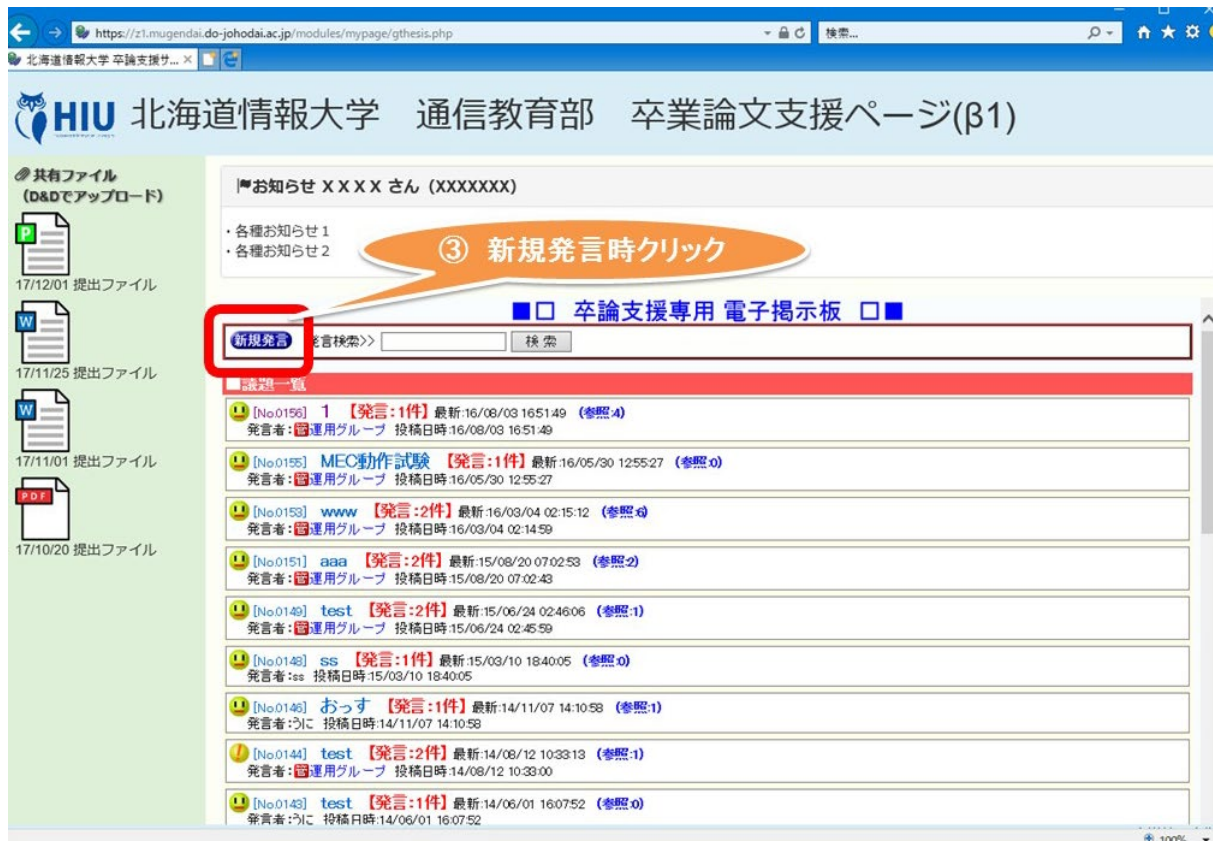 https://z1.mugendai.do-johodai.ac.jp/modules/mypage/gthesis.php
検索...
北海道情報大学 卒論支援サ...
HIU 北海道情報大学 通信教育部 卒業論文支援ページ(β1)
共有ファイル
(D&Dでアップロード)
P
17/12/01 提出ファイル
W
17/11/25 提出ファイル
W
17/11/01 提出ファイル
PDF
17/10/20 提出ファイル
お知らせ XXXX さん (XXXXXXX)
・各種お知らせ1
・各種お知らせ2
③ 新規発言時クリック
■□ 卒論支援専用 電子掲示板 □■
新規発言 発言検索>> 検 索
■議題一覧
[No.0156] 1 【発言:1件】 最新:16/08/03 16:51:49 (参照:4)
発言者:管運用グループ 投稿日時:16/08/03 16:51:49
[No.0155] MEC動作試験 【発言:1件】 最新:16/05/30 12:55:27 (参照:0)
発言者:管運用グループ 投稿日時:16/05/30 12:55:27
[No.0153] www 【発言:2件】 最新:16/03/04 02:15:12 (参照:6)
発言者:管運用グループ 投稿日時:16/03/04 02:14:59
[No.0151] aaa 【発言:2件】 最新:15/08/20 07:02:53 (参照:2)
発言者:管運用グループ 投稿日時:15/08/20 07:02:43
[No.0149] test 【発言:2件】 最新:15/06/24 02:46:06 (参照:1)
発言者:管運用グループ 投稿日時:15/06/24 02:45:59
[No.0148] ss 【発言:1件】 最新:15/03/10 18:40:05 (参照:0)
発言者:ss 投稿日時:15/03/10 18:40:05
[No.0146] おっす 【発言:1件】 最新:14/11/07 14:10:58 (参照:1)
発言者:うに 投稿日時:14/11/07 14:10:58
[No.0144] test 【発言:2件】 最新:14/08/12 10:33:13 (参照:1)
発言者:管運用グループ 投稿日時:14/08/12 10:33:00
[No.0143] test 【発言:1件】 最新:14/06/01 16:07:52 (参照:0)
発言者:うに 投稿日時:14/06/01 16:07:52
100%